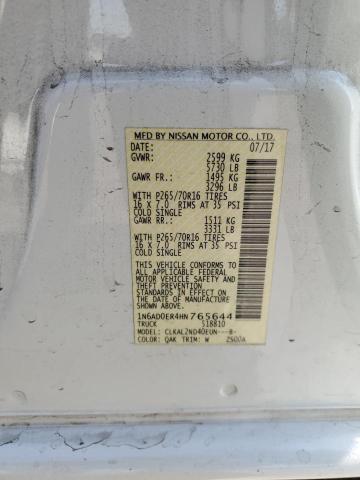 MFD BY NISSAN MOTOR CO., LTD.
DATE: 07/17
GVWR: 2599 KG
5730 LB
GAWR FR: 1495 KG
3296 LB
WITH P265/70R16 TIRES
16 X 7.0 RIMS AT 35 PSI
COLD SINGLE
GAWR RR: 1511 KG
3331 LB
WITH P265/70R16 TIRES
16 X 7.0 RIMS AT 35 PSI
COLD SINGLE
THIS VEHICLE CONFORMS TO
ALL APPLICABLE FEDERAL
MOTOR VEHICLE SAFETY
STANDARDS IN EFFECT ON
THE DATE OF MANUFACTURE
SHOWN ABOVE.
1N6AD0ER4HN765644
TRUCK 518810
MODEL: CLKAL2ND40EUN---B-
COLOR: QAK TRIM: W 2500A